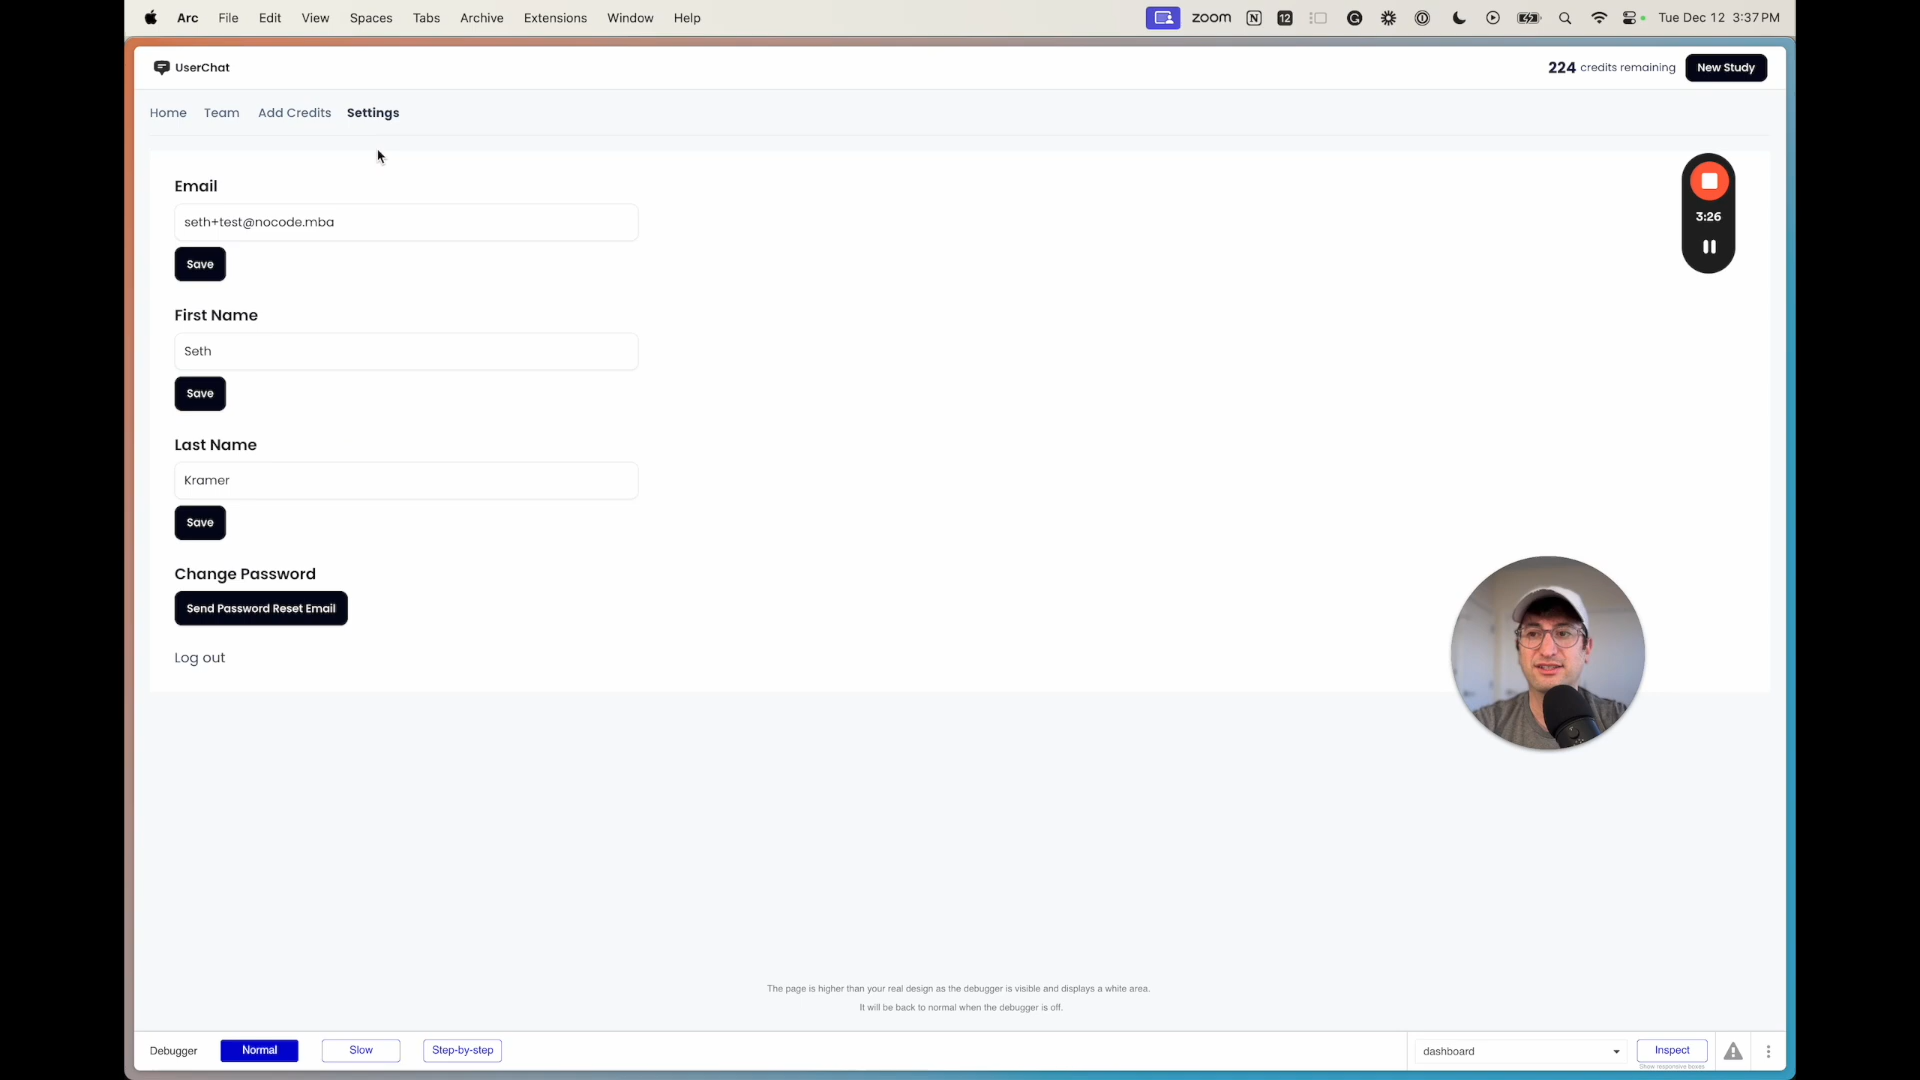 Arc File Edit View Spaces Tabs Archive Extensions Window Help zoom N 12 Tue Dec 12 3:37 PM
UserChat 224 credits remaining New Study
Home Team Add Credits Settings
Email
seth+test@nocode.mba
Save
3:26
First Name
Seth
Save
Last Name
Kramer
Save
Change Password
Send Password Reset Email
Log out
The page is higher than your real design as the debugger is visible and displays a white area.
It will be back to normal when the debugger is off.
Debugger Normal Slow Step-by-step dashboard Inspect
Show responsive boxes